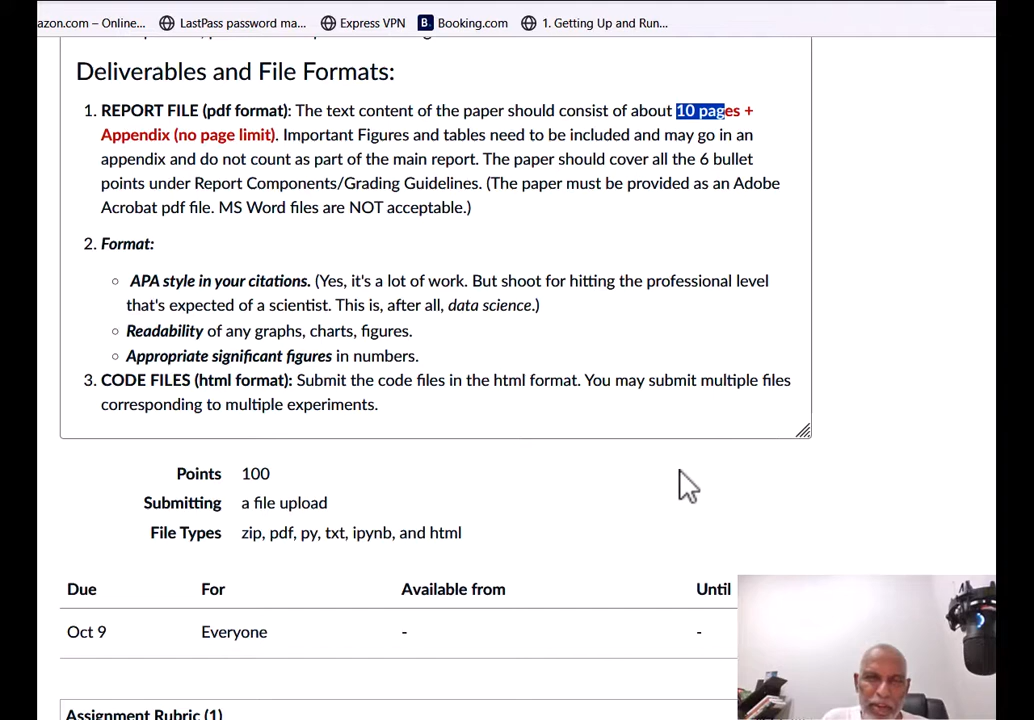 azon.com – Online... LastPass password ma... Express VPN B. Booking.com 1. Getting Up and Run...
Deliverables and File Formats:
1. REPORT FILE (pdf format): The text content of the paper should consist of about 10 pages +
Appendix (no page limit). Important Figures and tables need to be included and may go in an
appendix and do not count as part of the main report. The paper should cover all the 6 bullet
points under Report Components/Grading Guidelines. (The paper must be provided as an Adobe
Acrobat pdf file. MS Word files are NOT acceptable.)
2. Format:
APA style in your citations. (Yes, it's a lot of work. But shoot for hitting the professional level
that's expected of a scientist. This is, after all, data science.)
Readability of any graphs, charts, figures.
Appropriate significant figures in numbers.
3. CODE FILES (html format): Submit the code files in the html format. You may submit multiple files
corresponding to multiple experiments.
Points 100
Submitting a file upload
File Types zip, pdf, py, txt, ipynb, and html
Due For Available from Until
Oct 9 Everyone - -
Assignment Rubric (1)